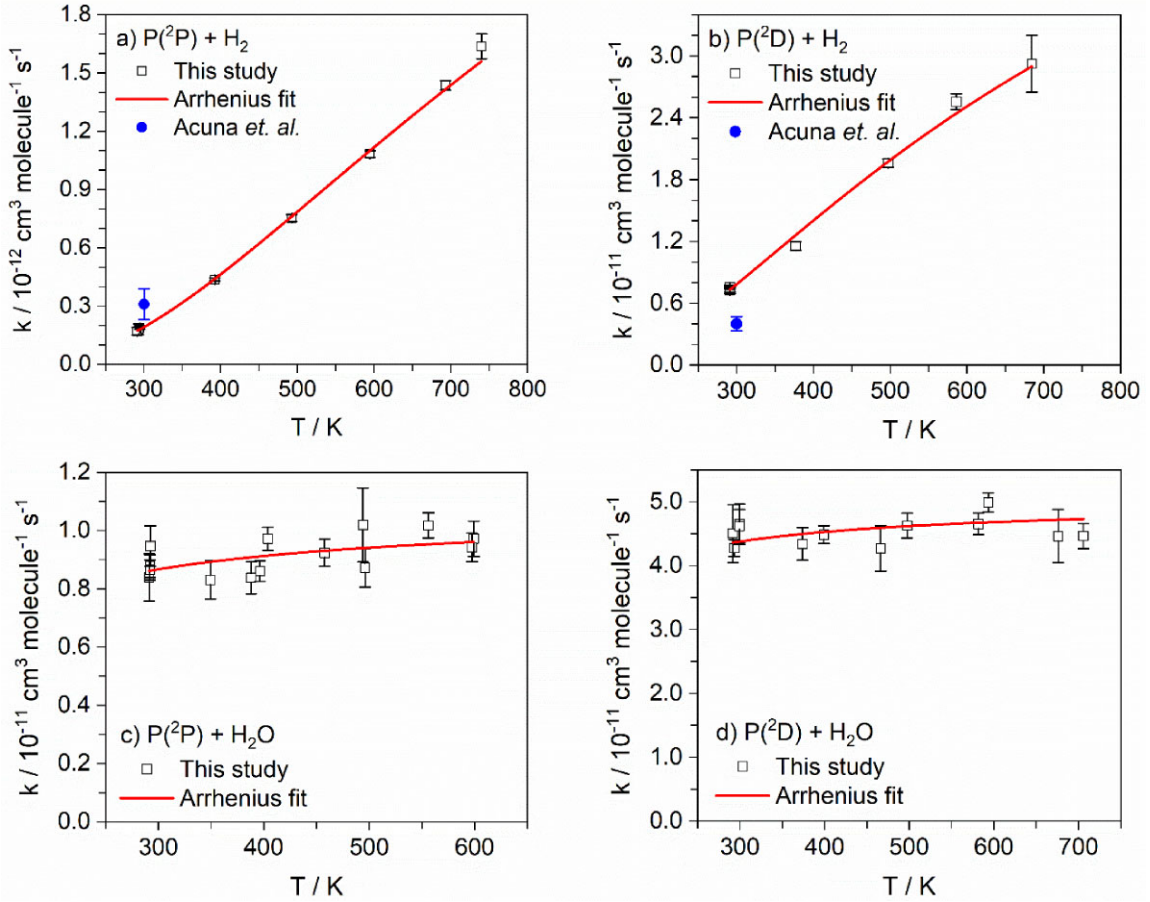 a) P(²P) + H₂
This study
Arrhenius fit
Acuna et. al.
k / 10⁻¹² cm³ molecule⁻¹ s⁻¹
1.8
1.5
1.2
0.9
0.6
0.3
0.0
300 400 500 600 700 800
T / K
b) P(²D) + H₂
This study
Arrhenius fit
Acuna et. al.
k / 10⁻¹¹ cm³ molecule⁻¹ s⁻¹
3.0
2.4
1.8
1.2
0.6
0.0
300 400 500 600 700 800
T / K
c) P(²P) + H₂O
This study
Arrhenius fit
k / 10⁻¹¹ cm³ molecule⁻¹ s⁻¹
1.2
1.0
0.8
0.6
0.4
0.2
0.0
300 400 500 600
T / K
d) P(²D) + H₂O
This study
Arrhenius fit
k / 10⁻¹¹ cm³ molecule⁻¹ s⁻¹
5.0
4.0
3.0
2.0
1.0
0.0
300 400 500 600 700
T / K